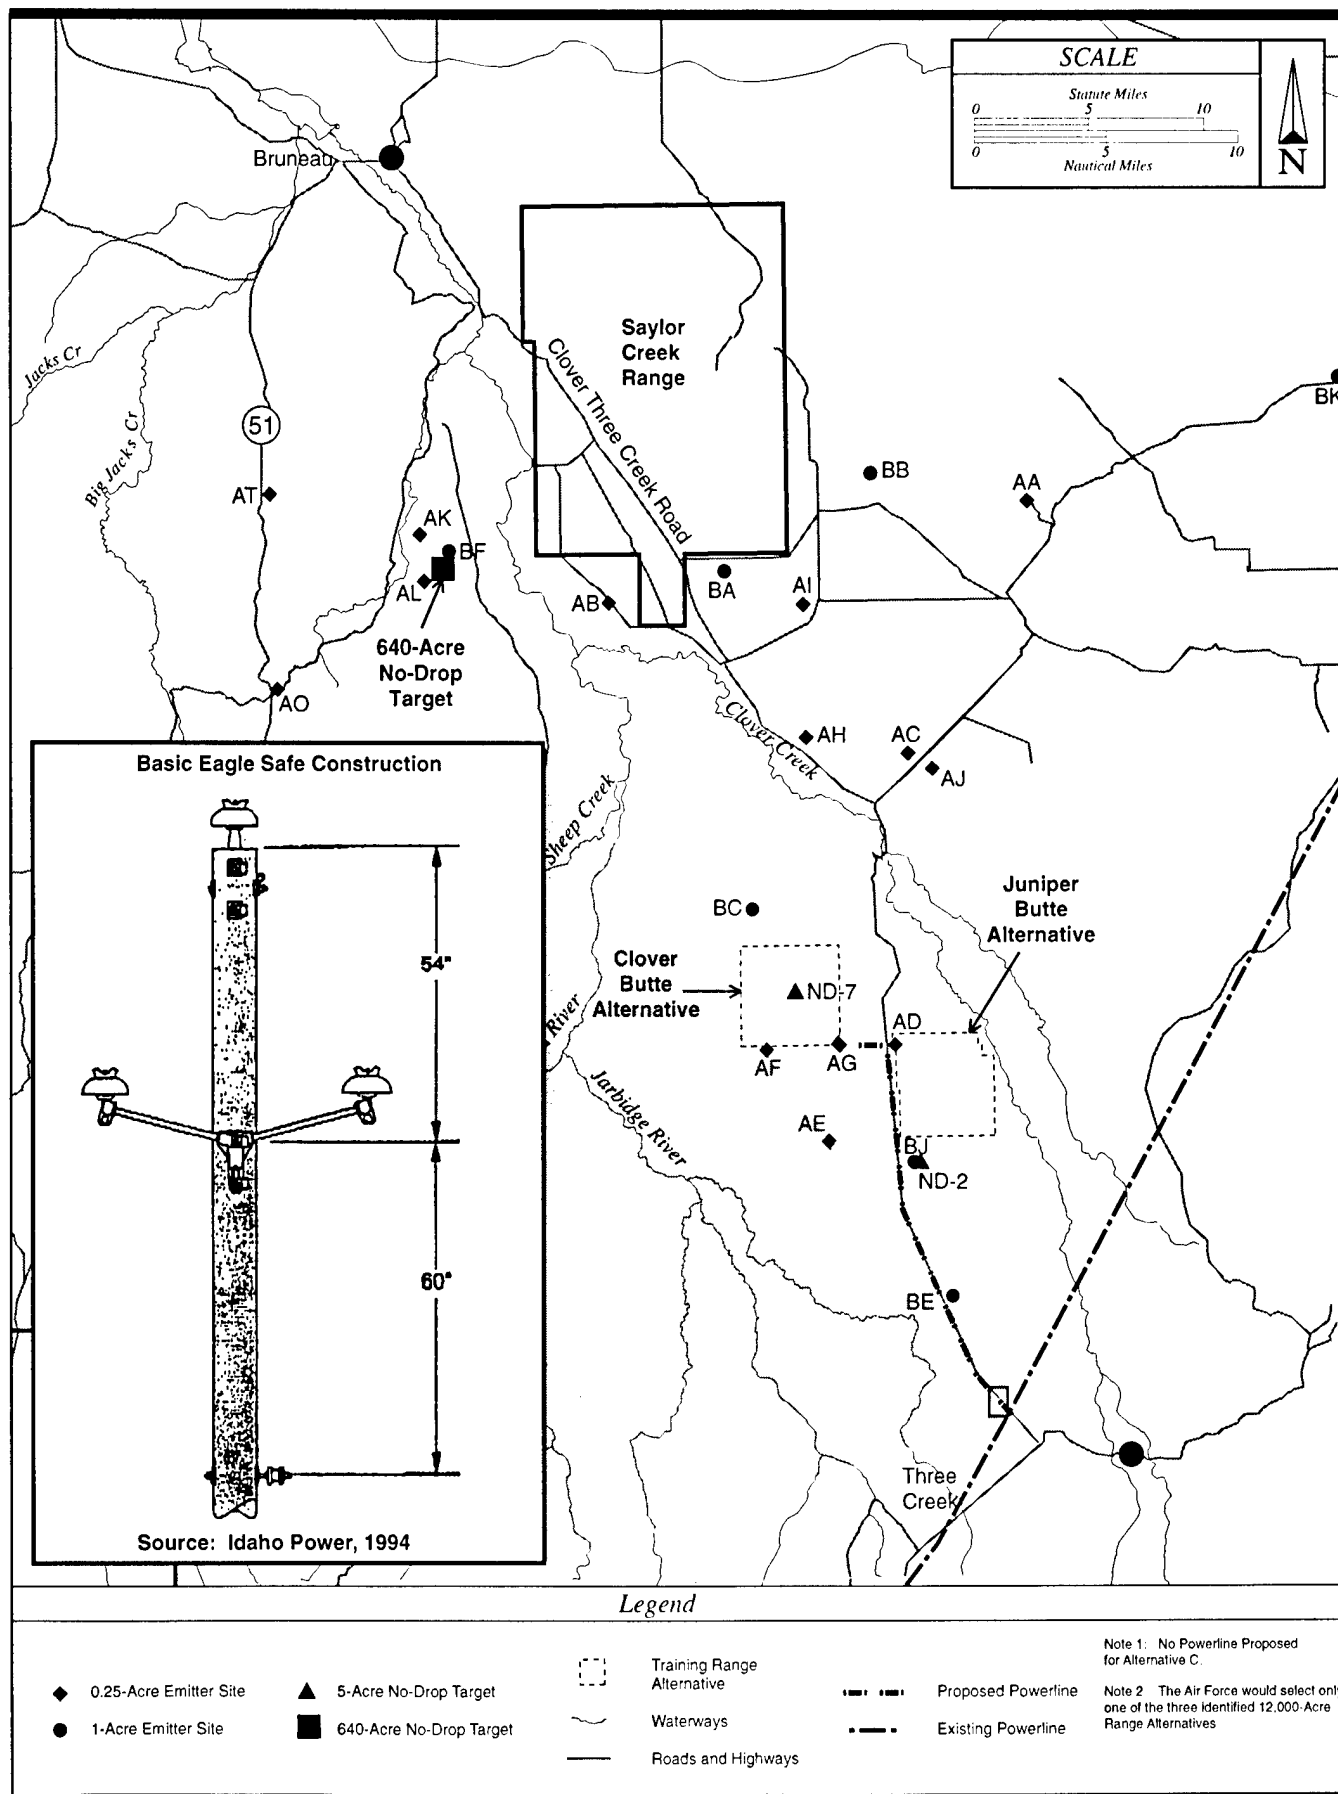 SCALE
Statute Miles
0 5 10
0 5 10
Nautical Miles
N
Bruneau
Saylor
Creek
Range
Clover Three Creek Road
Jacks Cr
Big Jacks Cr
51
BK
BB
AA
AT
AK
BF
AL
BA
AI
AB
640-Acre
No-Drop
Target
AO
Clover Creek
AH
AC
AJ
Basic Eagle Safe Construction
54"
60"
Source: Idaho Power, 1994
Sheep Creek
Juniper
Butte
Alternative
BC
Clover
Butte
Alternative
ND-7
River
AD
AF
AG
Jarbidge River
AE
BJ
ND-2
BE
Three
Creek
Legend
0.25-Acre Emitter Site
1-Acre Emitter Site
5-Acre No-Drop Target
640-Acre No-Drop Target
Training Range
Alternative
Waterways
Roads and Highways
Proposed Powerline
Existing Powerline
Note 1: No Powerline Proposed
for Alternative C.
Note 2 The Air Force would select only
one of the three identified 12,000-Acre
Range Alternatives